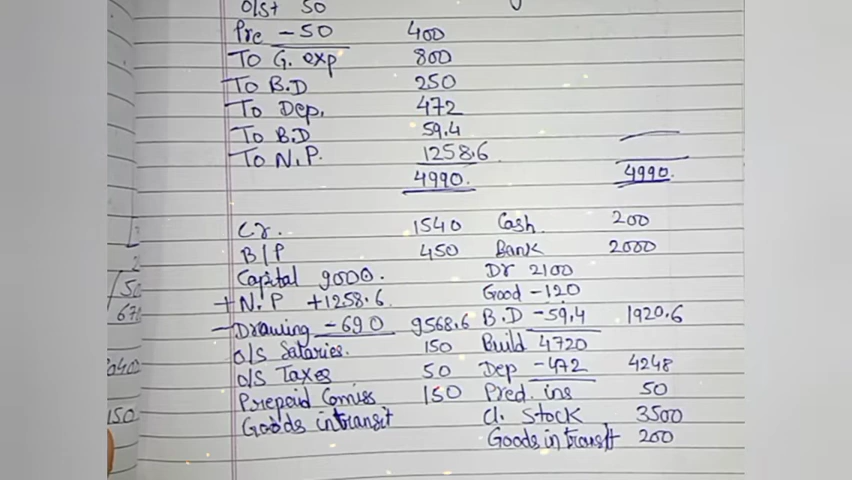 O/S+ 50
Pre -50 400
To G. exp 800
To B.D 250
To Dep. 472
To B.D 59.4
To N.P. 1258.6
4990. 4990.
Cr. 1540 Cash 200
B/P 450 Bank 2000
Capital 9000. Dr 2100
+N.P +1258.6. Good -120
-Drawing -690 9568.6 B.D -59.4 1920.6
O/S Salaries. 150 Build 4720
O/S Taxes 50 Dep -472 4248
Prepaid Comiss 150 Pred. ins 50
Goods in transit Cl. Stock 3500
Goods in transit 200
150